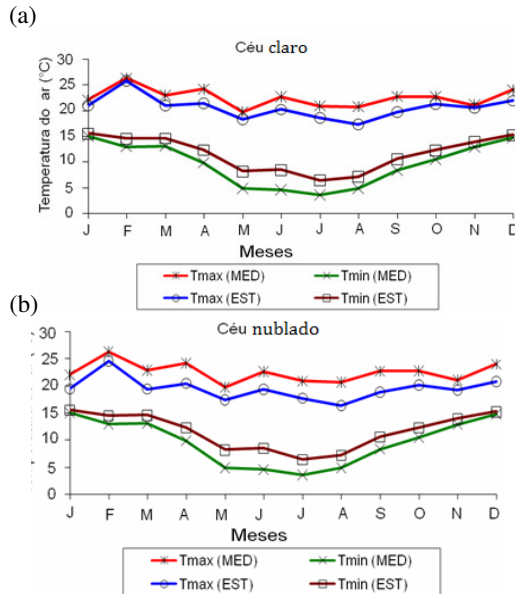 (a)
Céu claro
Temperatura do ar (°C)
30
25
20
15
10
5
0
J F M A M J J A S O N D
Meses
Tmax (MED) Tmin (MED)
Tmax (EST) Tmin (EST)
(b)
Céu nublado
30
25
20
15
10
5
0
J F M A M J J A S O N D
Meses
Tmax (MED) Tmin (MED)
Tmax (EST) Tmin (EST)